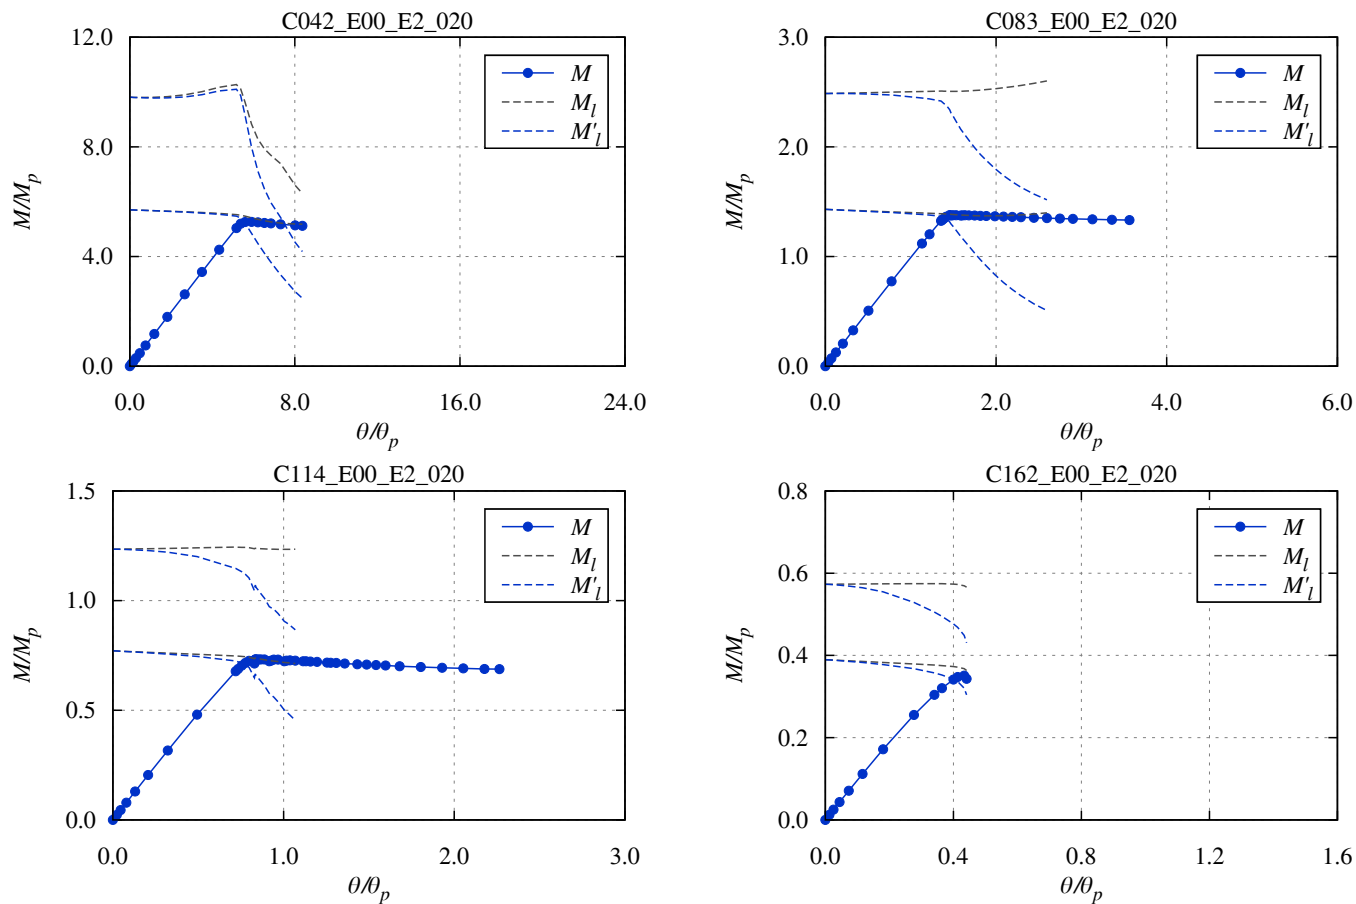 C042_E00_E2_020
12.0
8.0
4.0
0.0
M/M_p
0.0 8.0 16.0 24.0
θ/θ_p
M
M_l
M'_l
C083_E00_E2_020
3.0
2.0
1.0
0.0
M/M_p
0.0 2.0 4.0 6.0
θ/θ_p
M
M_l
M'_l
C114_E00_E2_020
1.5
1.0
0.5
0.0
M/M_p
0.0 1.0 2.0 3.0
θ/θ_p
M
M_l
M'_l
C162_E00_E2_020
0.8
0.6
0.4
0.2
0.0
M/M_p
0.0 0.4 0.8 1.2 1.6
θ/θ_p
M
M_l
M'_l